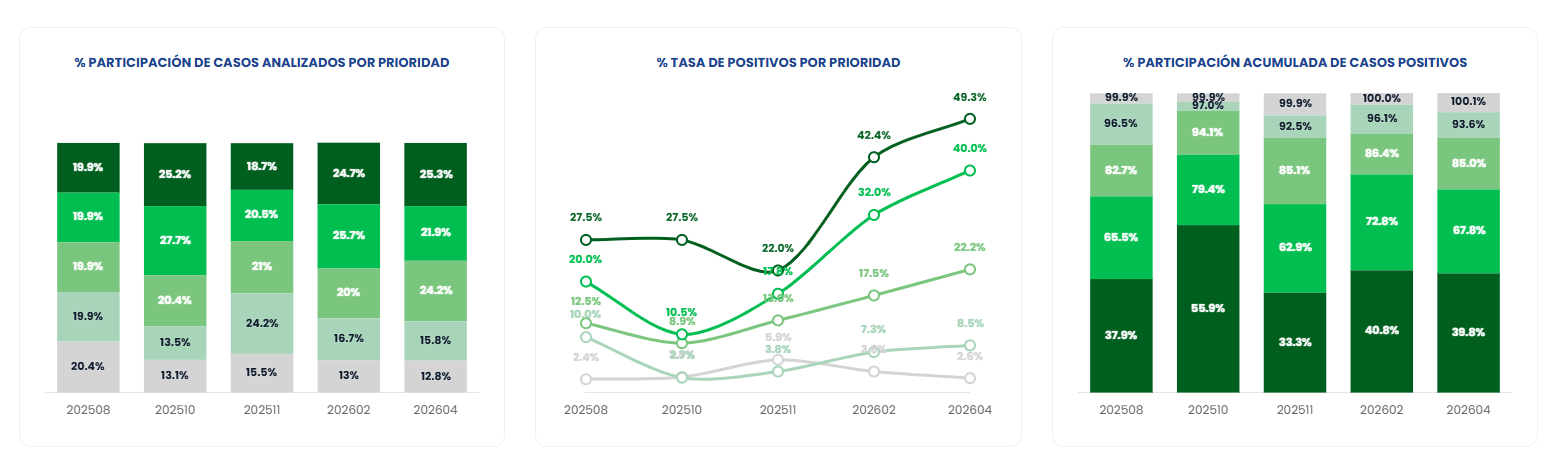 % PARTICIPACIÓN DE CASOS ANALIZADOS POR PRIORIDAD
19.9% 25.2% 18.7% 24.7% 25.3%
19.9% 27.7% 20.5% 25.7% 21.9%
19.9% 20.4% 21% 20% 24.2%
19.9% 13.5% 24.2% 16.7% 15.8%
20.4% 13.1% 15.5% 13% 12.8%
202508 202510 202511 202602 202604
% TASA DE POSITIVOS POR PRIORIDAD
49.3%
42.4%
40.0%
32.0%
27.5% 27.5%
22.0% 22.2%
20.0%
17.5%
12.5%
10.0%
10.5%
8.9%
7.3% 8.5%
5.9%
3.8%
2.4% 2.6%
202508 202510 202511 202602 202604
% PARTICIPACIÓN ACUMULADA DE CASOS POSITIVOS
99.9% 99.9% 99.9% 100.0% 100.1%
96.5% 97.0% 92.5% 96.1% 93.6%
82.7% 94.1% 85.1% 86.4% 85.0%
65.5% 79.4% 62.9% 72.8% 67.8%
37.9% 55.9% 33.3% 40.8% 39.8%
202508 202510 202511 202602 202604